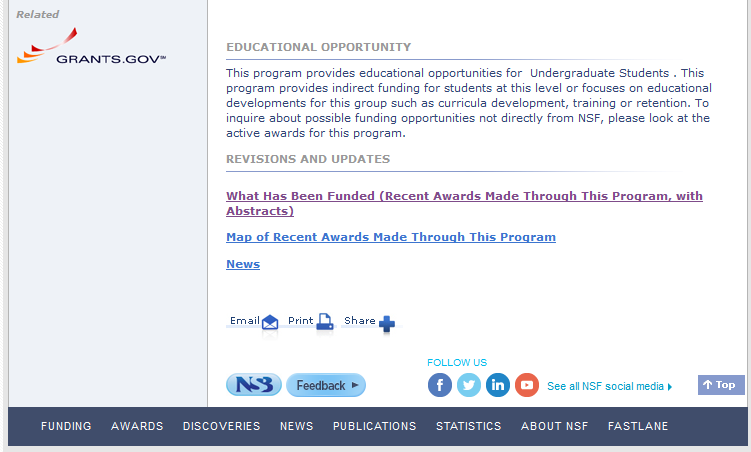 Related
GRANTS.GOV℠
EDUCATIONAL OPPORTUNITY
This program provides educational opportunities for  Undergraduate Students . This
program provides indirect funding for students at this level or focuses on educational
developments for this group such as curricula development, training or retention. To
inquire about possible funding opportunities not directly from NSF, please look at the
active awards for this program.
REVISIONS AND UPDATES
What Has Been Funded (Recent Awards Made Through This Program, with
Abstracts)
Map of Recent Awards Made Through This Program
News
Email Print Share
FOLLOW US
NSB Feedback See all NSF social media Top
FUNDING AWARDS DISCOVERIES NEWS PUBLICATIONS STATISTICS ABOUT NSF FASTLANE